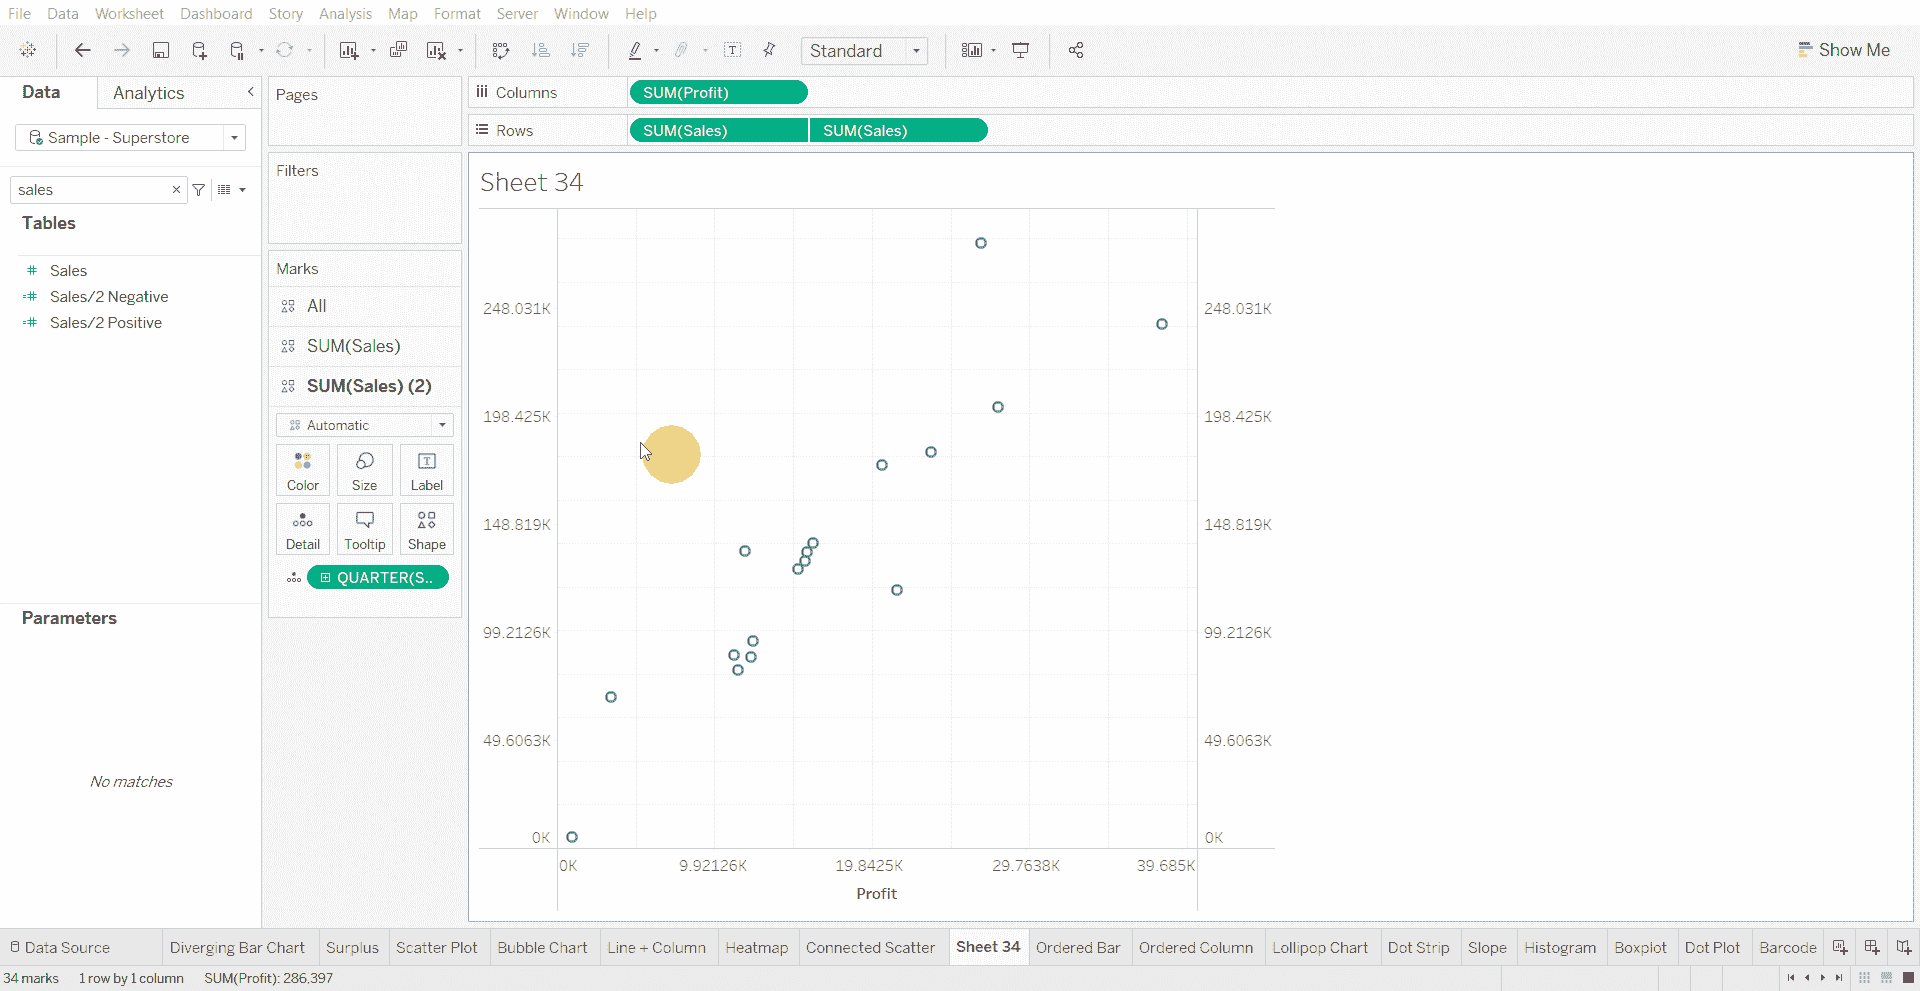 File Data Worksheet Dashboard Story Analysis Map Format Server Window Help
Standard
Show Me
Data Analytics
Sample - Superstore
sales
Tables
Sales
Sales/2 Negative
Sales/2 Positive
Parameters
No matches
Pages
Filters
Marks
All
SUM(Sales)
SUM(Sales) (2)
Automatic
Color Size Label
Detail Tooltip Shape
QUARTER(S..
Columns SUM(Profit)
Rows SUM(Sales) SUM(Sales)
Sheet 34
248.031K 248.031K
198.425K 198.425K
148.819K 148.819K
99.2126K 99.2126K
49.6063K 49.6063K
0K 0K
0K 9.92126K 19.8425K 29.7638K 39.685K
Profit
Data Source Diverging Bar Chart Surplus Scatter Plot Bubble Chart Line + Column Heatmap Connected Scatter Sheet 34 Ordered Bar Ordered Column Lollipop Chart Dot Strip Slope Histogram Boxplot Dot Plot Barcode
34 marks 1 row by 1 column SUM(Profit): 286,397